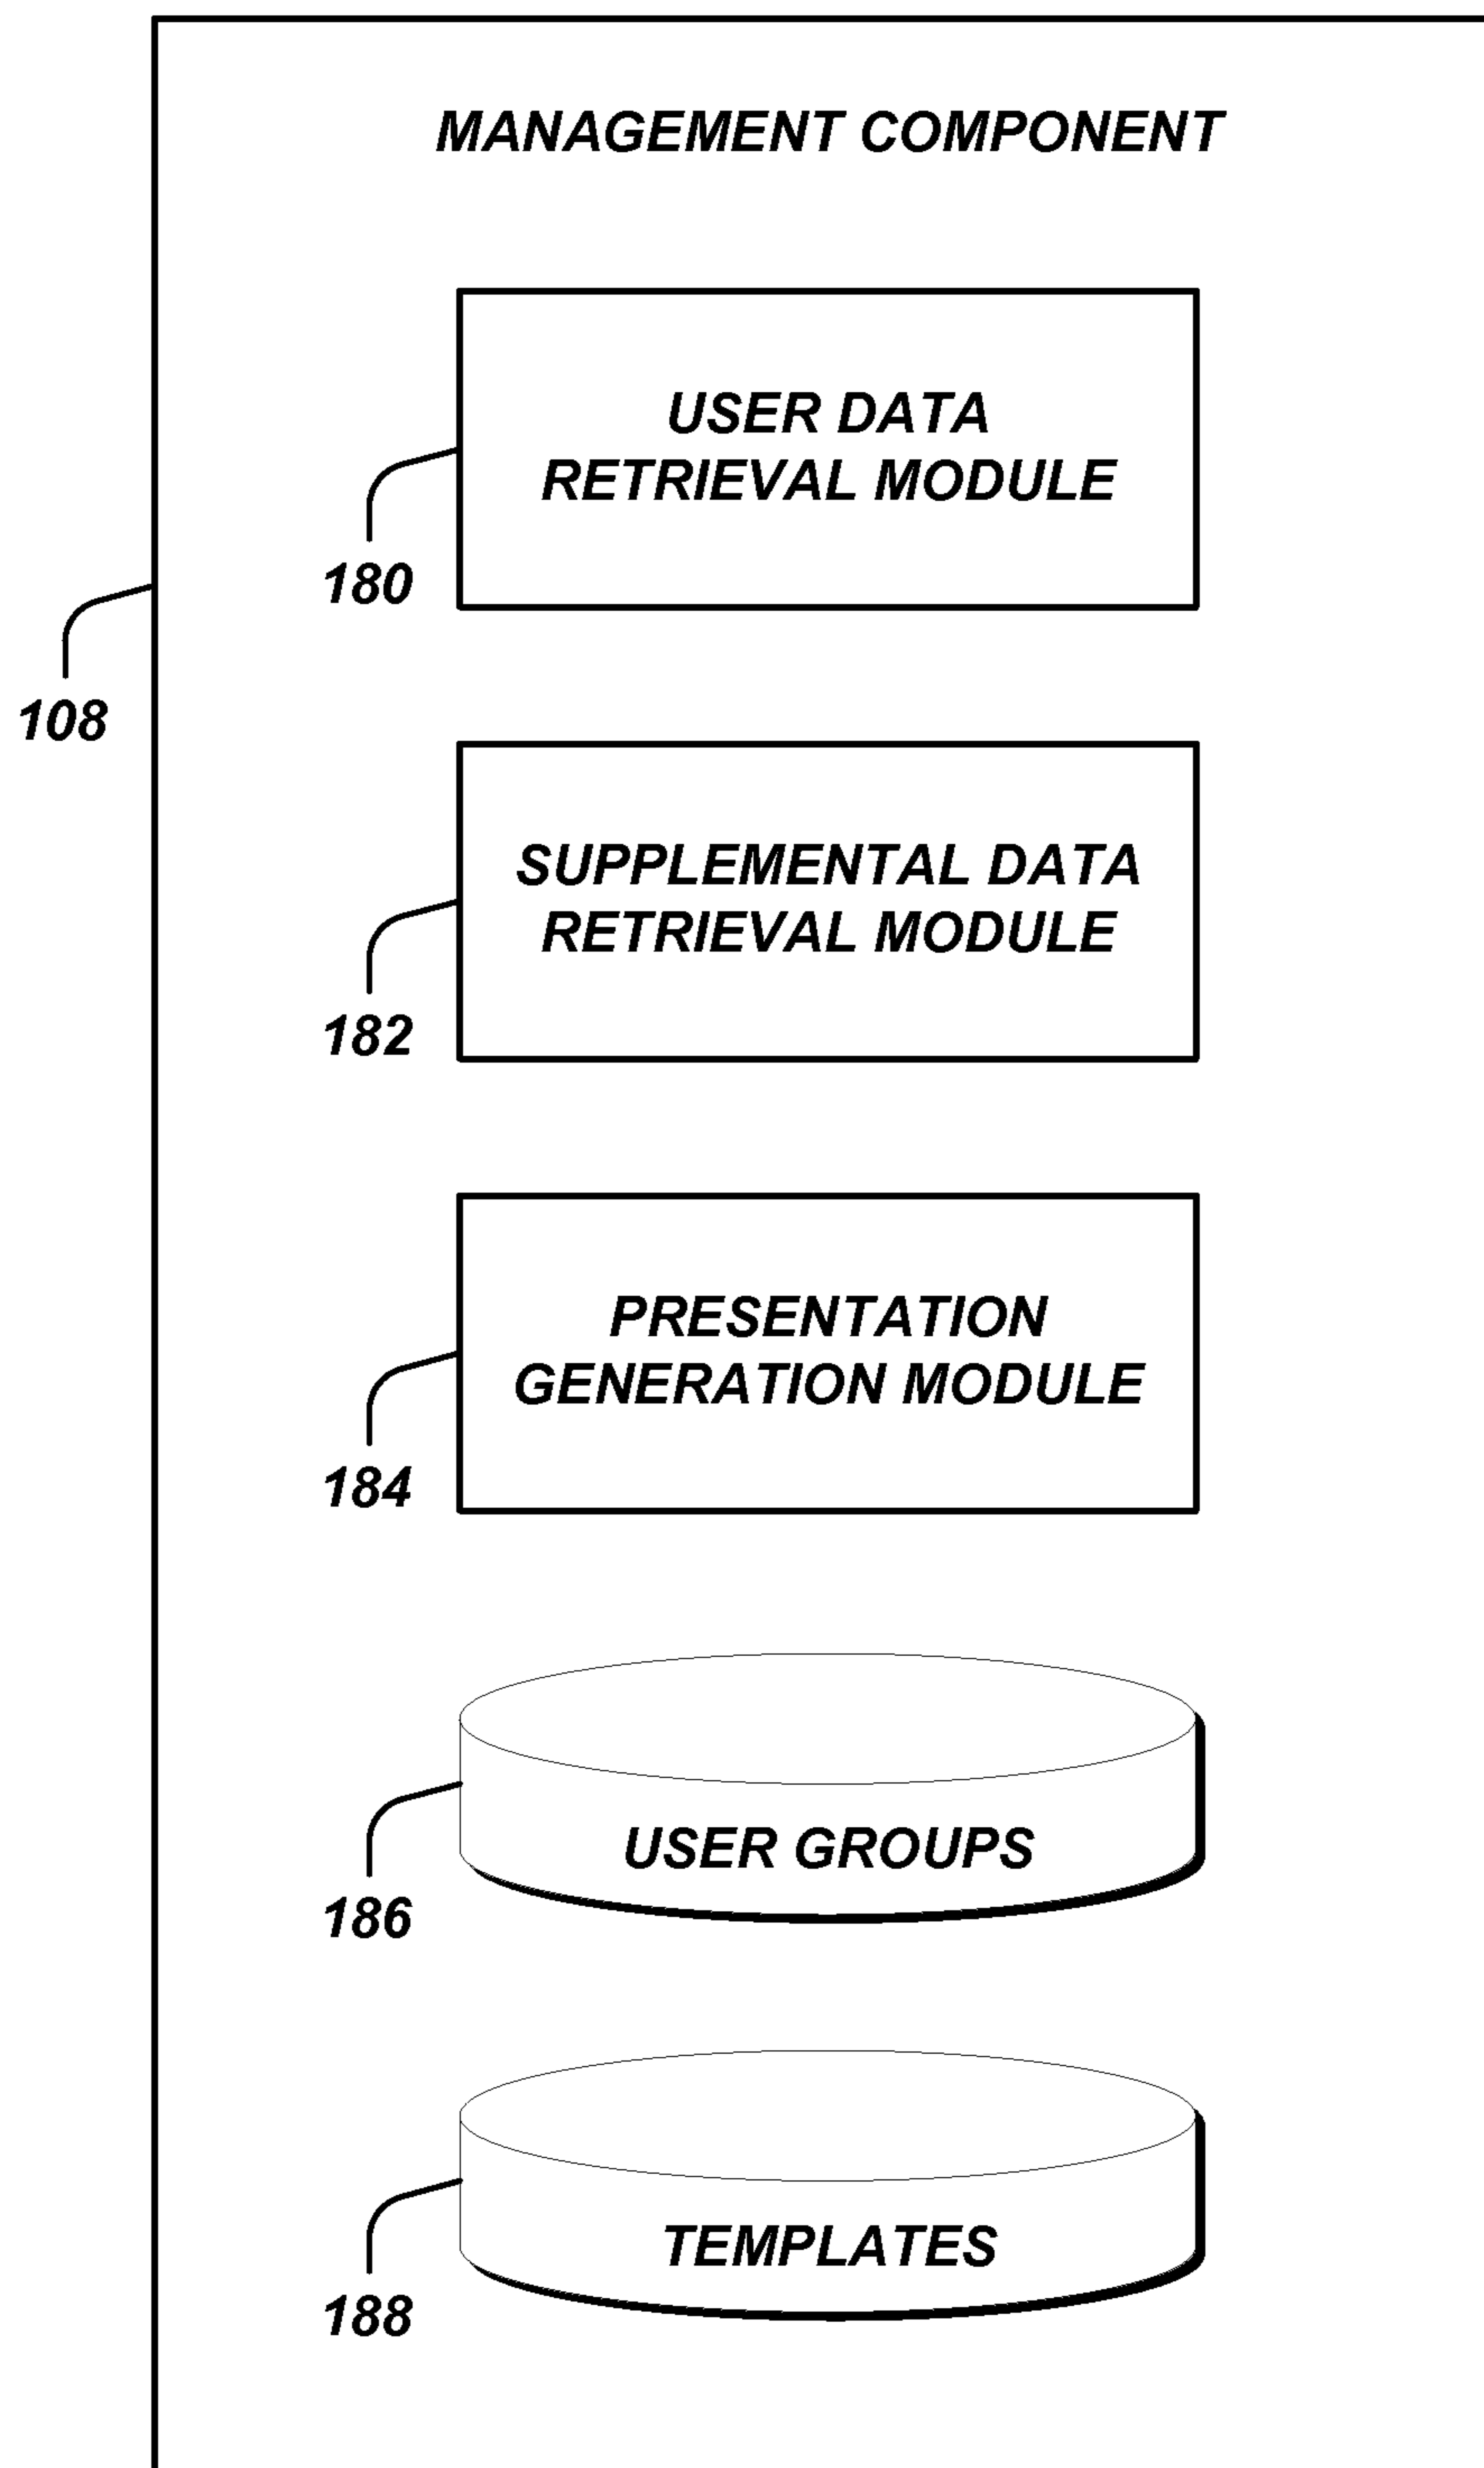 MANAGEMENT COMPONENT
USER DATA
RETRIEVAL MODULE
180
108
SUPPLEMENTAL DATA
RETRIEVAL MODULE
182
PRESENTATION
GENERATION MODULE
184
USER GROUPS
186
TEMPLATES
188